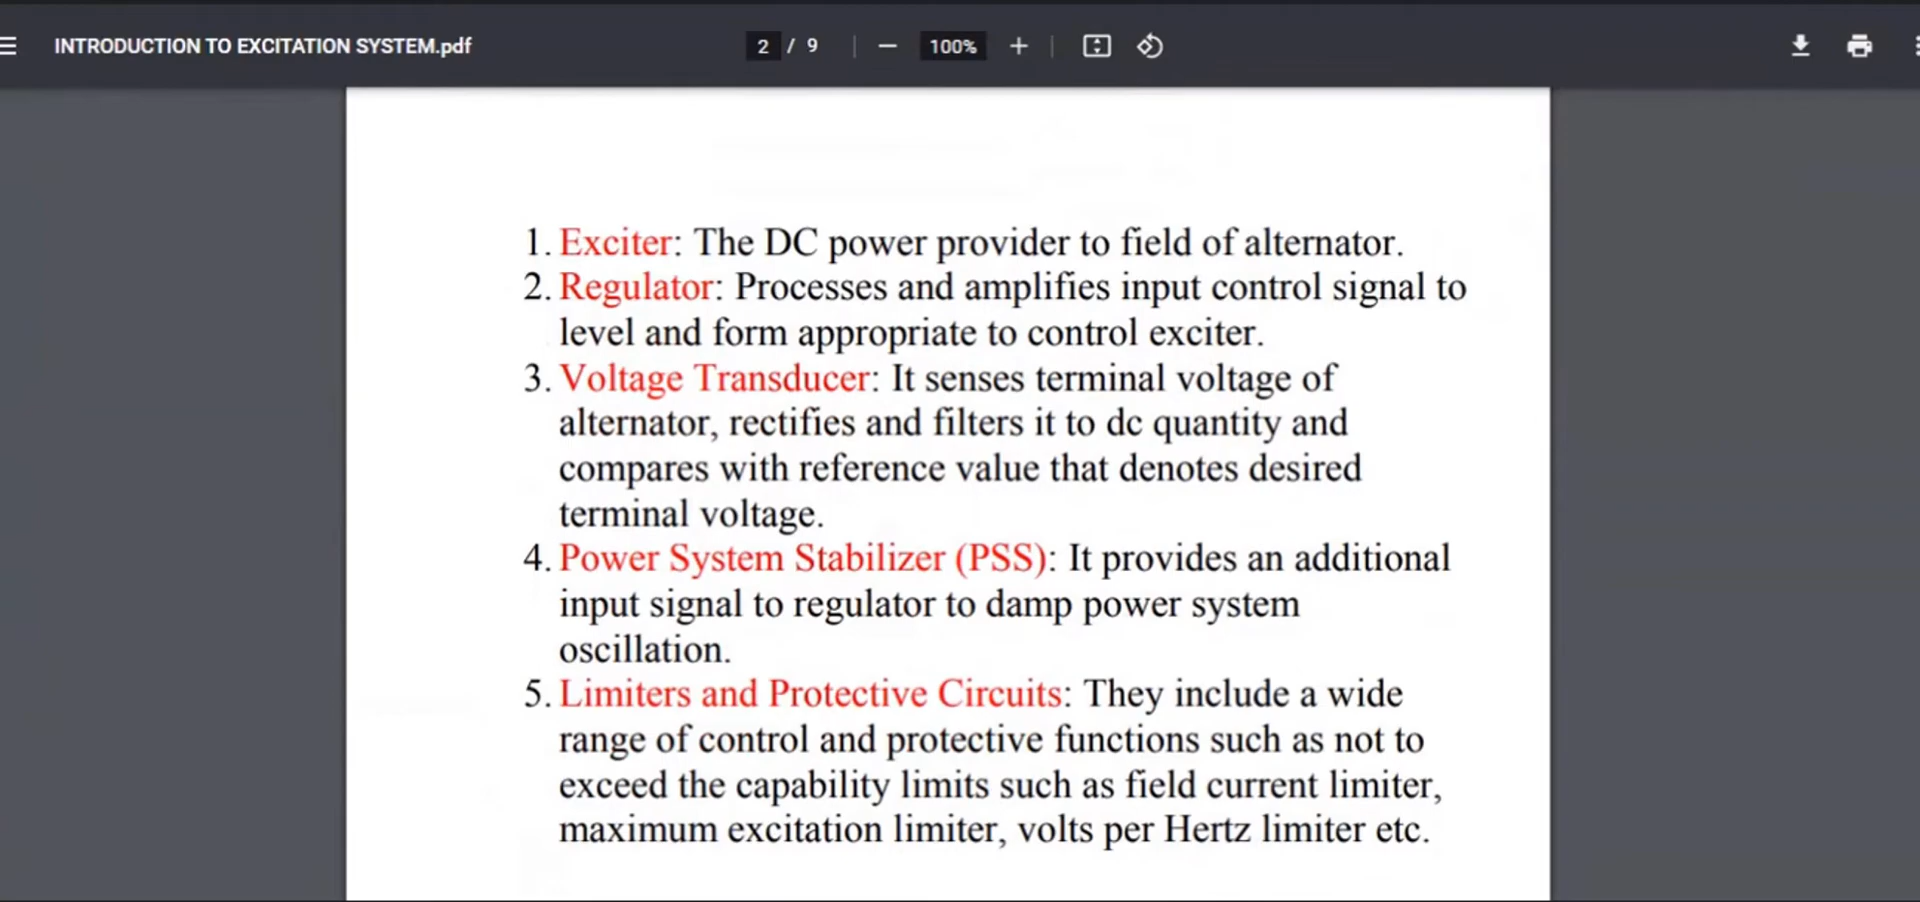 INTRODUCTION TO EXCITATION SYSTEM.pdf
2 / 9
100%
1. Exciter: The DC power provider to field of alternator.
2. Regulator: Processes and amplifies input control signal to
level and form appropriate to control exciter.
3. Voltage Transducer: It senses terminal voltage of
alternator, rectifies and filters it to dc quantity and
compares with reference value that denotes desired
terminal voltage.
4. Power System Stabilizer (PSS): It provides an additional
input signal to regulator to damp power system
oscillation.
5. Limiters and Protective Circuits: They include a wide
range of control and protective functions such as not to
exceed the capability limits such as field current limiter,
maximum excitation limiter, volts per Hertz limiter etc.